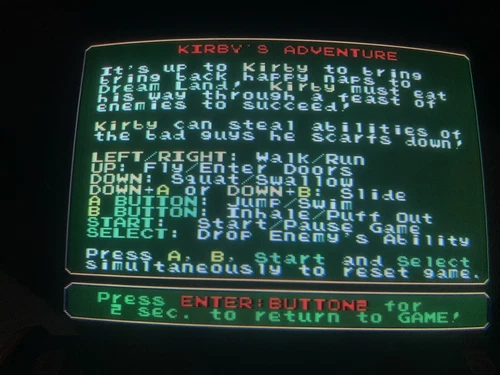 KIRBY'S ADVENTURE
It's up to Kirby to bring
bring back happy naps to
Dream Land! Kirby must eat
his way through a feast of
enemies to succeed!
Kirby can steal abilities of
the bad guys he scarfs down!
LEFT/RIGHT: Walk/Run
UP: Fly/Enter Doors
DOWN: Squat/Swallow
DOWN+A or DOWN+B: Slide
A BUTTON: Jump/Swim
B BUTTON: Inhale/Puff Out
START: Start/Pause Game
SELECT: Drop Enemy's Ability
Press A, B, Start and Select
simultaneously to reset game.
Press ENTER:BUTTON2 for
2 sec. to return to GAME!